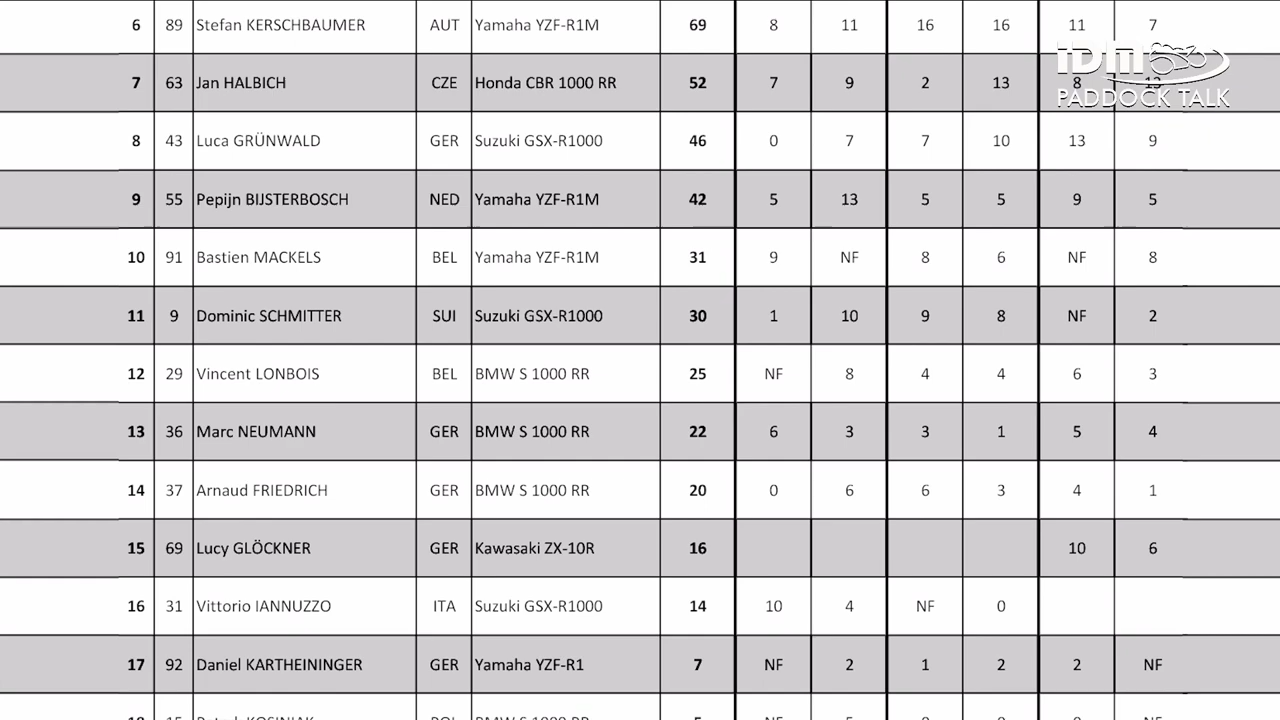 6 89 Stefan KERSCHBAUMER AUT Yamaha YZF-R1M 69 8 11 16 16 11 7
7 63 Jan HALBICH CZE Honda CBR 1000 RR 52 7 9 2 13 8 13
IDM
PADDOCK TALK
8 43 Luca GRÜNWALD GER Suzuki GSX-R1000 46 0 7 7 10 13 9
9 55 Pepijn BIJSTERBOSCH NED Yamaha YZF-R1M 42 5 13 5 5 9 5
10 91 Bastien MACKELS BEL Yamaha YZF-R1M 31 9 NF 8 6 NF 8
11 9 Dominic SCHMITTER SUI Suzuki GSX-R1000 30 1 10 9 8 NF 2
12 29 Vincent LONBOIS BEL BMW S 1000 RR 25 NF 8 4 4 6 3
13 36 Marc NEUMANN GER BMW S 1000 RR 22 6 3 3 1 5 4
14 37 Arnaud FRIEDRICH GER BMW S 1000 RR 20 0 6 6 3 4 1
15 69 Lucy GLÖCKNER GER Kawasaki ZX-10R 16 10 6
16 31 Vittorio IANNUZZO ITA Suzuki GSX-R1000 14 10 4 NF 0
17 92 Daniel KARTHEININGER GER Yamaha YZF-R1 7 NF 2 1 2 2 NF